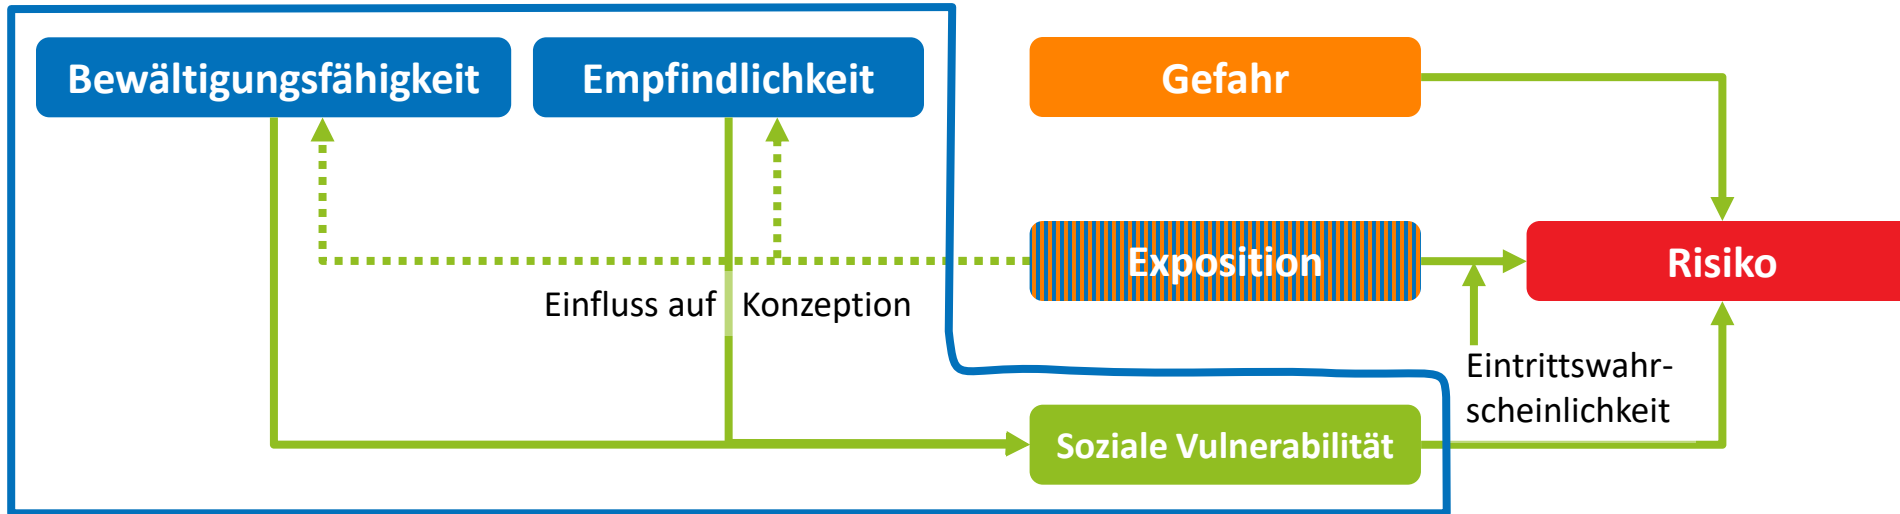 Bewältigungsfähigkeit
Empfindlichkeit
Gefahr
Exposition
Risiko
Einfluss auf Konzeption
Eintrittswahr-
scheinlichkeit
Soziale Vulnerabilität